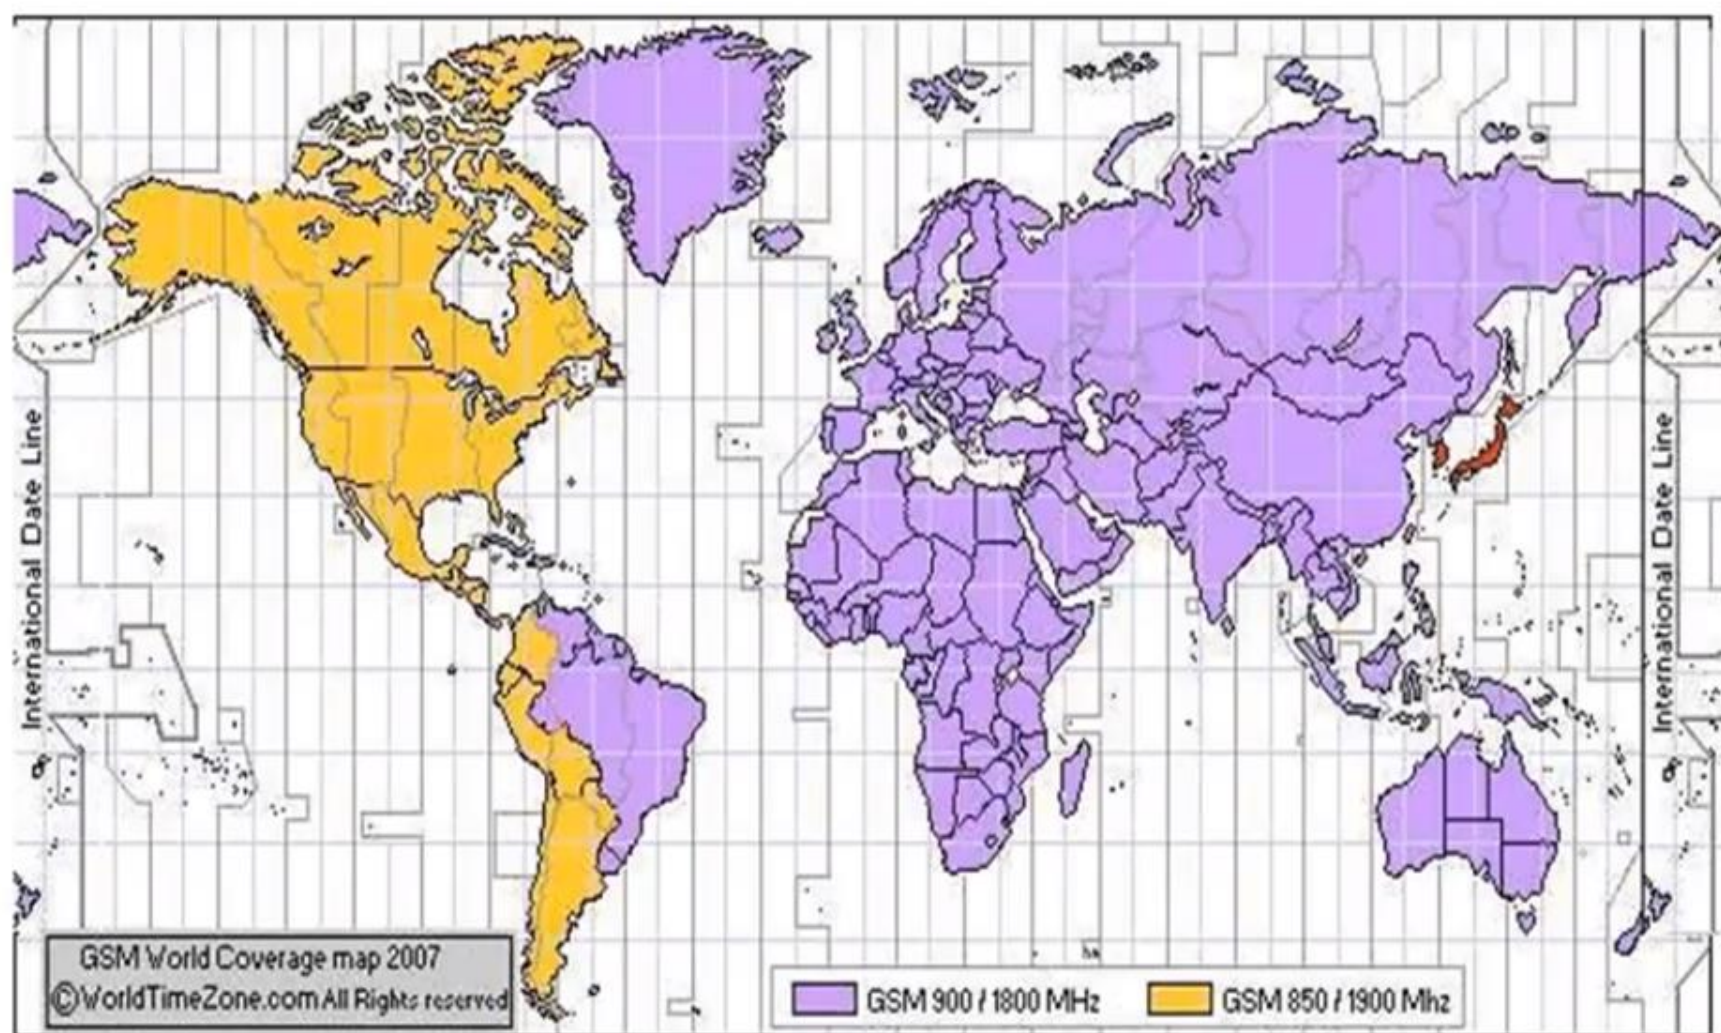 International Date Line
International Date Line
GSM World Coverage map 2007
©WorldTimeZone.com All Rights reserved
GSM 900 / 1800 MHz
GSM 850 / 1900 Mhz